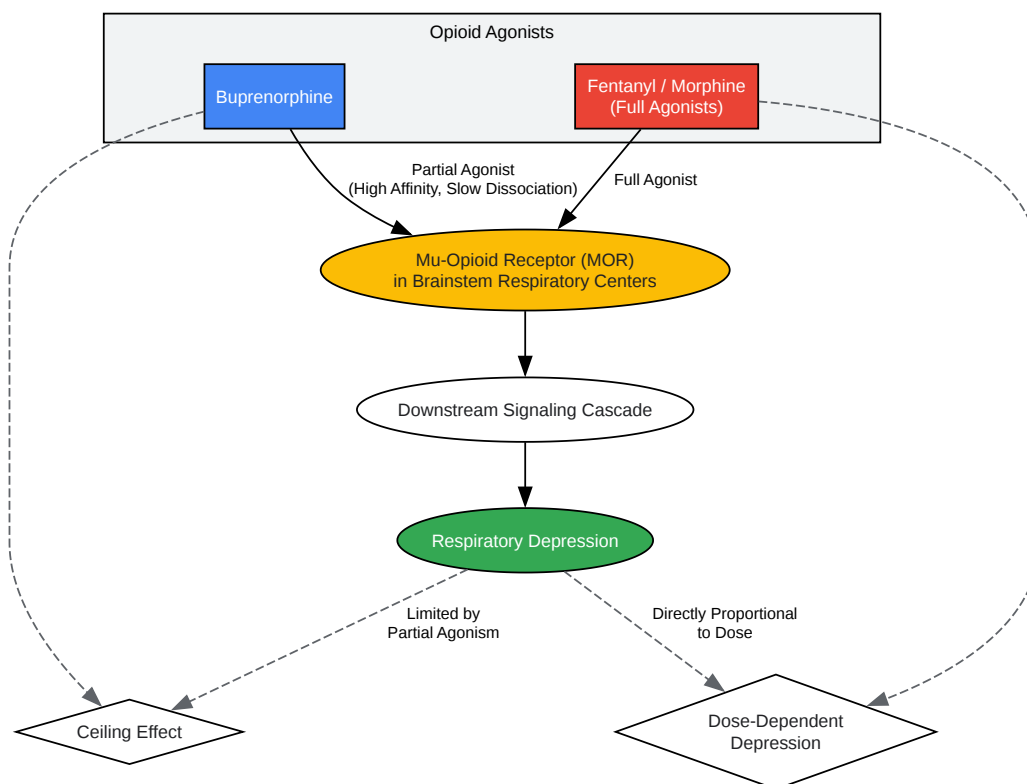 Opioid Agonists
Buprenorphine
Fentanyl / Morphine
(Full Agonists)
Partial Agonist
(High Affinity, Slow Dissociation)
Full Agonist
Mu-Opioid Receptor (MOR)
in Brainstem Respiratory Centers
Downstream Signaling Cascade
Respiratory Depression
Limited by
Partial Agonism
Directly Proportional
to Dose
Ceiling Effect
Dose-Dependent
Depression